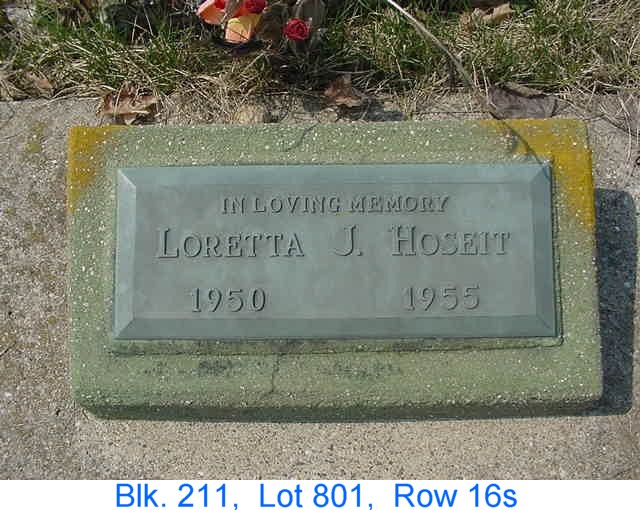 IN LOVING MEMORY
LORETTA J. HOSEIT
1950 1955
Blk. 211, Lot 801, Row 16s